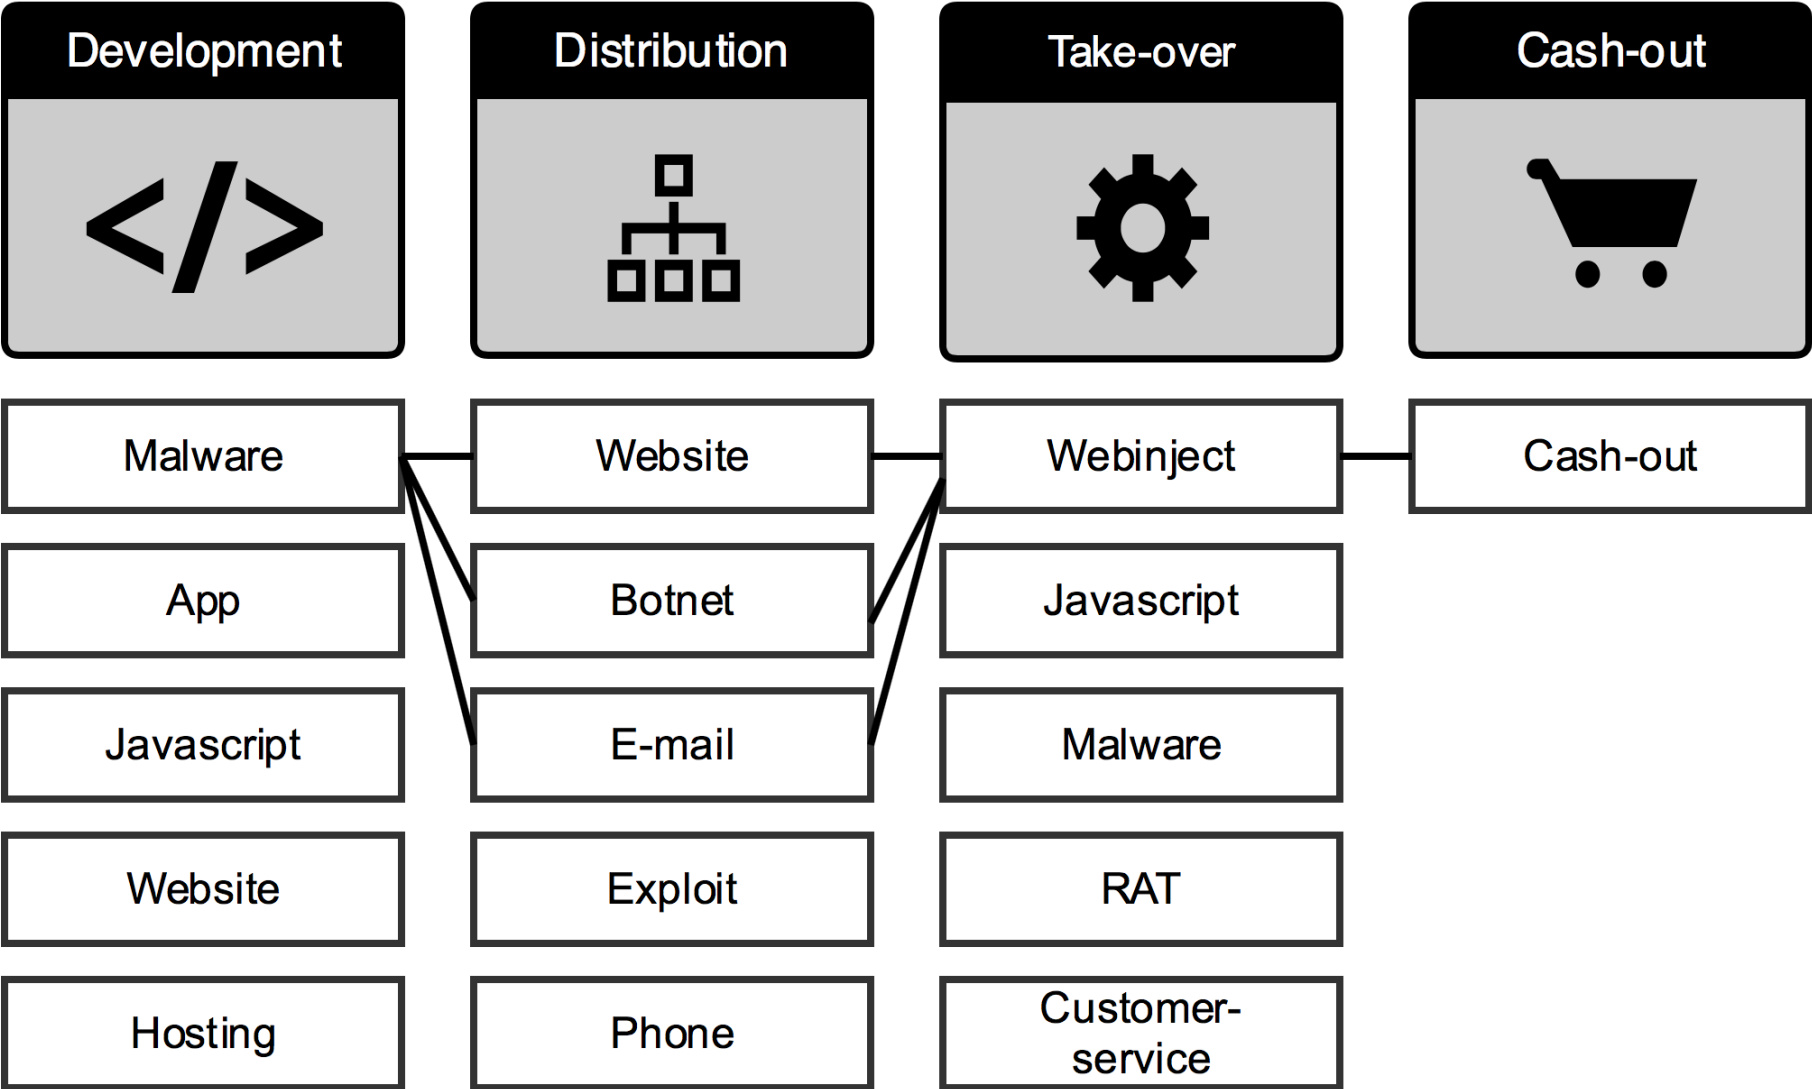 Development
Distribution
Take-over
Cash-out
Malware
Website
Webinject
Cash-out
App
Botnet
Javascript
Javascript
E-mail
Malware
Website
Exploit
RAT
Hosting
Phone
Customer-
service